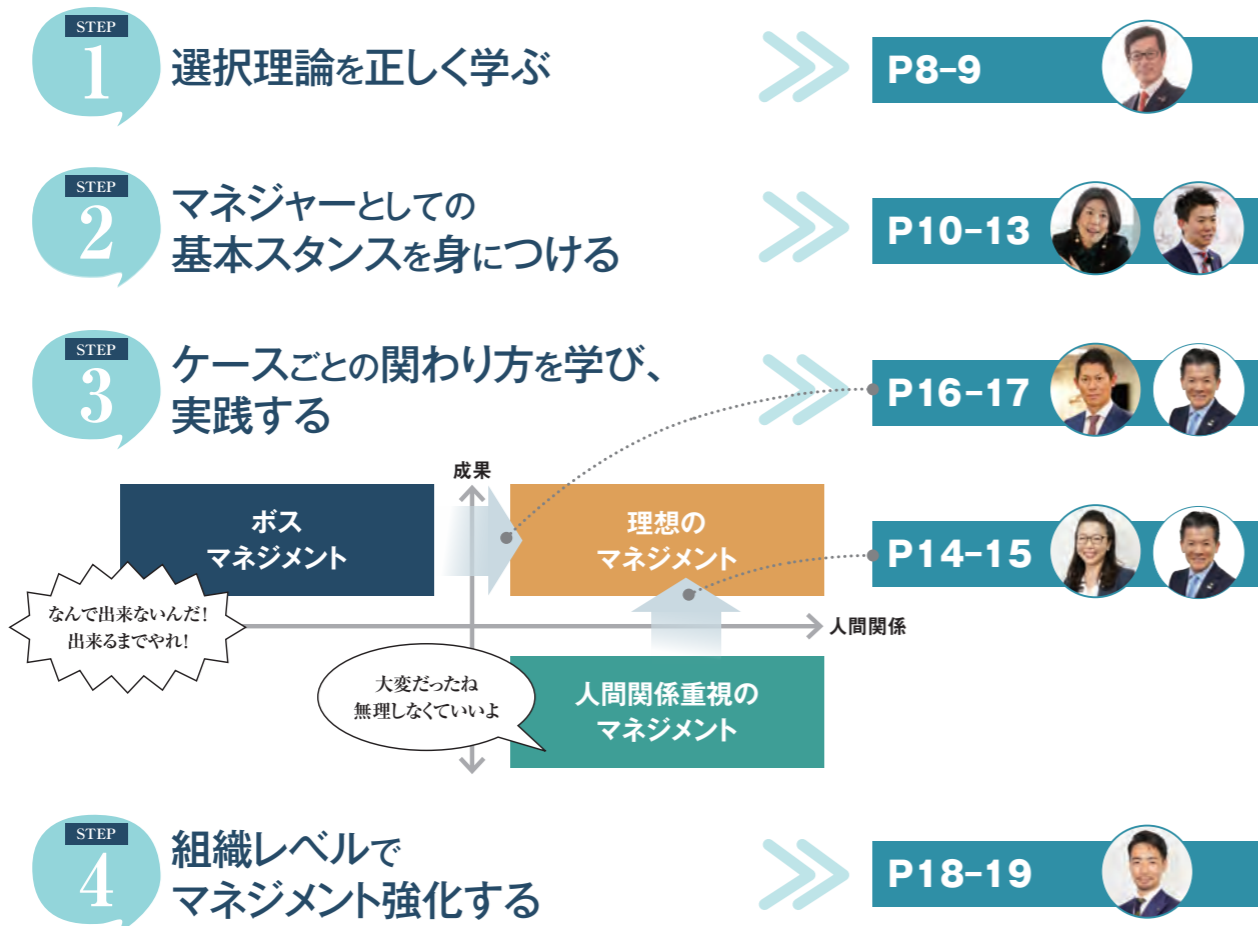 STEP
1
選択理論を正しく学ぶ
P8-9
STEP
2
マネジャーとしての
基本スタンスを身につける
P10-13
STEP
3
ケースごとの関わり方を学び、
実践する
P16-17
成果
ボス
マネジメント
理想の
マネジメント
P14-15
なんで出来ないんだ!
出来るまでやれ!
人間関係
大変だったね
無理しなくていいよ
人間関係重視の
マネジメント
STEP
4
組織レベルで
マネジメント強化する
P18-19